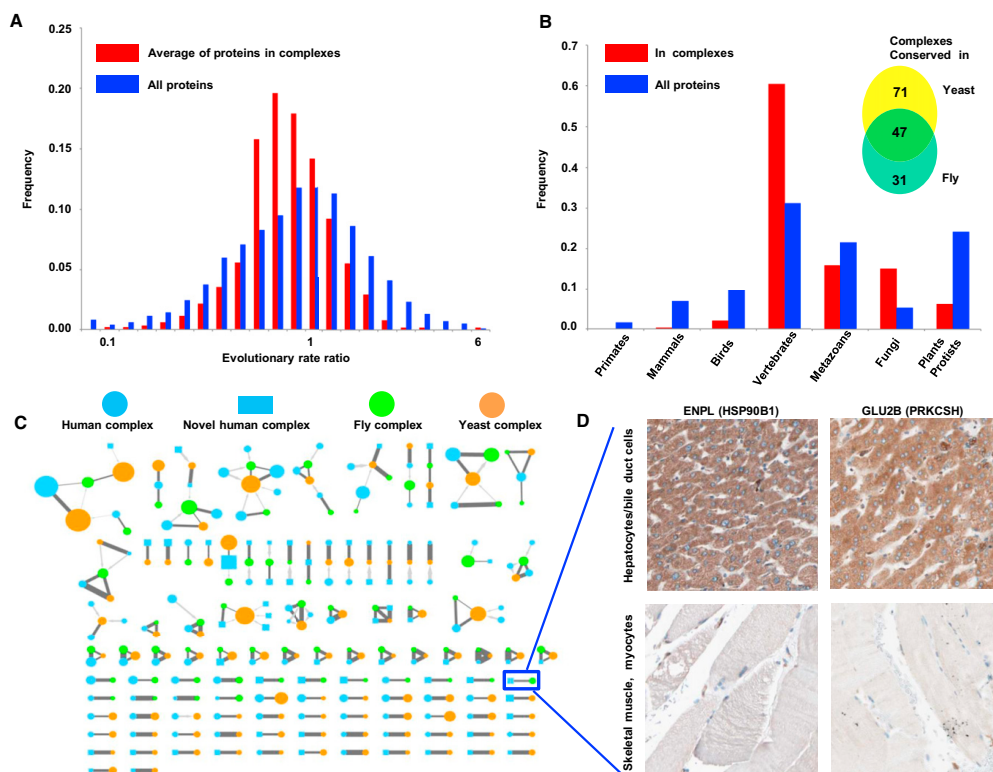 A
0.25
0.20
0.15
0.10
0.05
0.00
Frequency
Average of proteins in complexes
All proteins
0.1
1
6
Evolutionary rate ratio
B
0.7
0.6
0.5
0.4
0.3
0.2
0.1
0.0
Frequency
In complexes
All proteins
Complexes
Conserved in
71
Yeast
47
31
Fly
Primates
Mammals
Birds
Vertebrates
Metazoans
Fungi
Plants
Protists
C
Human complex
Novel human complex
Fly complex
Yeast complex
D
ENPL (HSP90B1)
GLU2B (PRKCSH)
Hepatocytes/bile duct cells
Skeletal muscle, myocytes